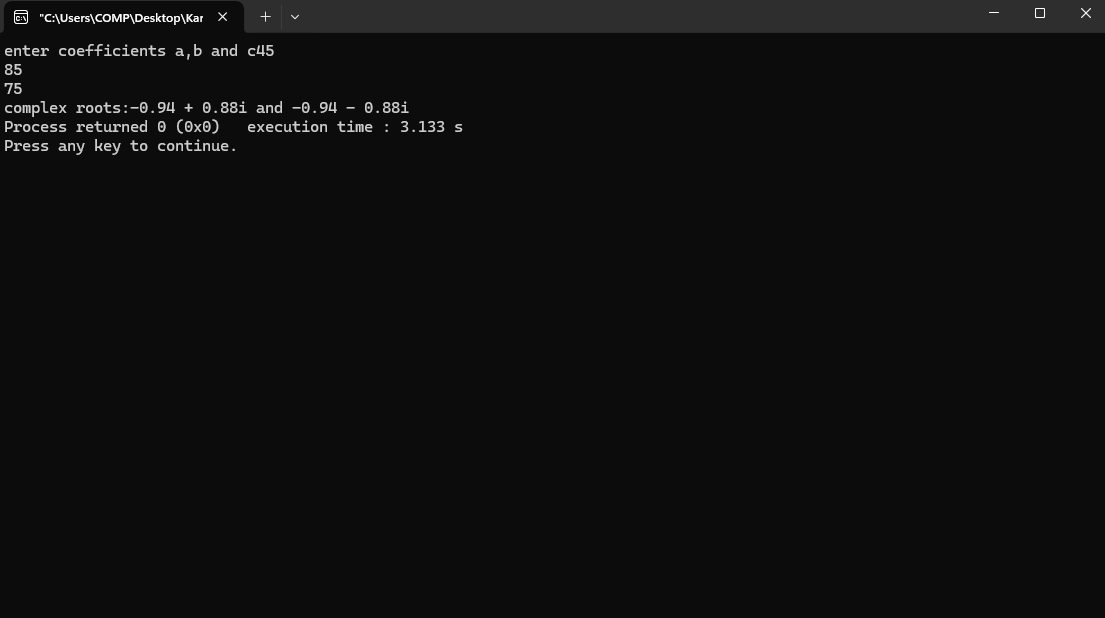 "C:\Users\COMP\Desktop\Kar
enter coefficients a,b and c45
85
75
complex roots:-0.94 + 0.88i and -0.94 - 0.88i
Process returned 0 (0x0)   execution time : 3.133 s
Press any key to continue.